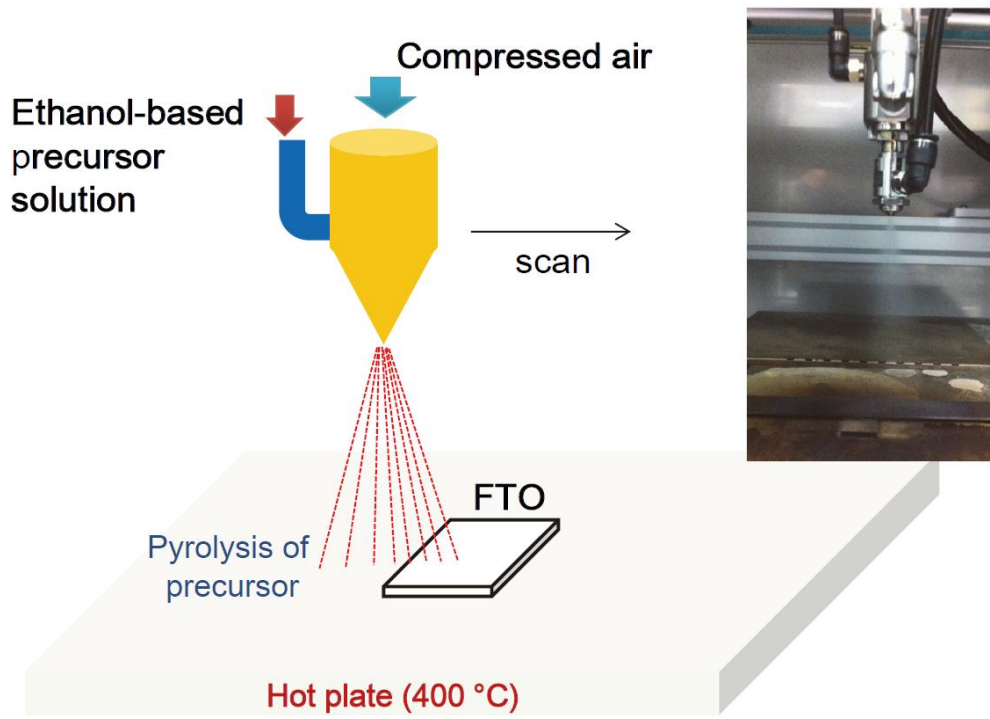 Compressed air
Ethanol-based
precursor
solution
scan
FTO
Pyrolysis of
precursor
Hot plate (400 °C)